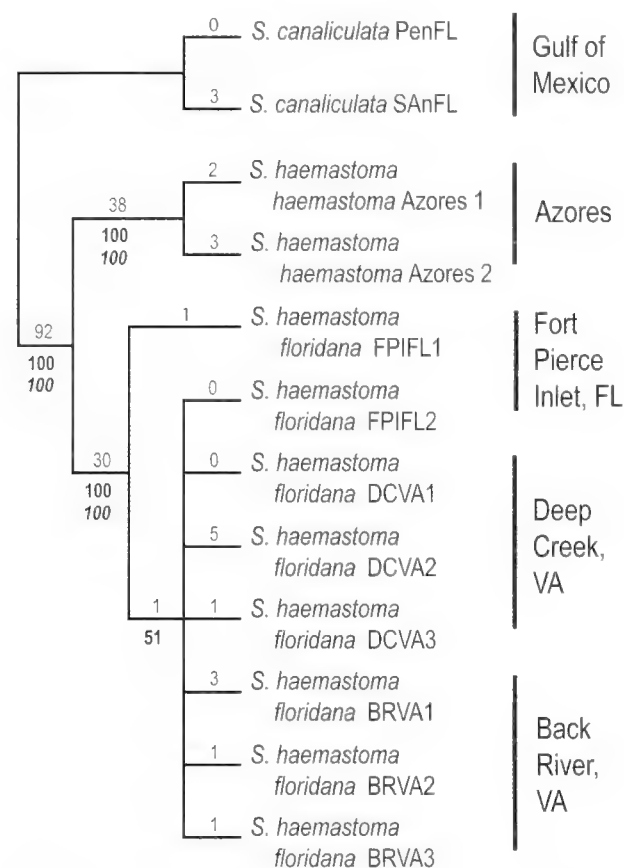 0
S. canaliculata PenFL
3
S. canaliculata SAnFL
Gulf of
Mexico
38
100
100
2
S. haemastoma
haemastoma Azores 1
3
S. haemastoma
haemastoma Azores 2
Azores
92
100
100
1
S. haemastoma
floridana FPIFL1
0
S. haemastoma
floridana FPIFL2
Fort
Pierce
Inlet, FL
30
100
100
0
S. haemastoma
floridana DCVA1
5
S. haemastoma
floridana DCVA2
1
51
1
S. haemastoma
floridana DCVA3
Deep
Creek,
VA
3
S. haemastoma
floridana BRVA1
1
S. haemastoma
floridana BRVA2
1
S. haemastoma
floridana BRVA3
Back
River,
VA